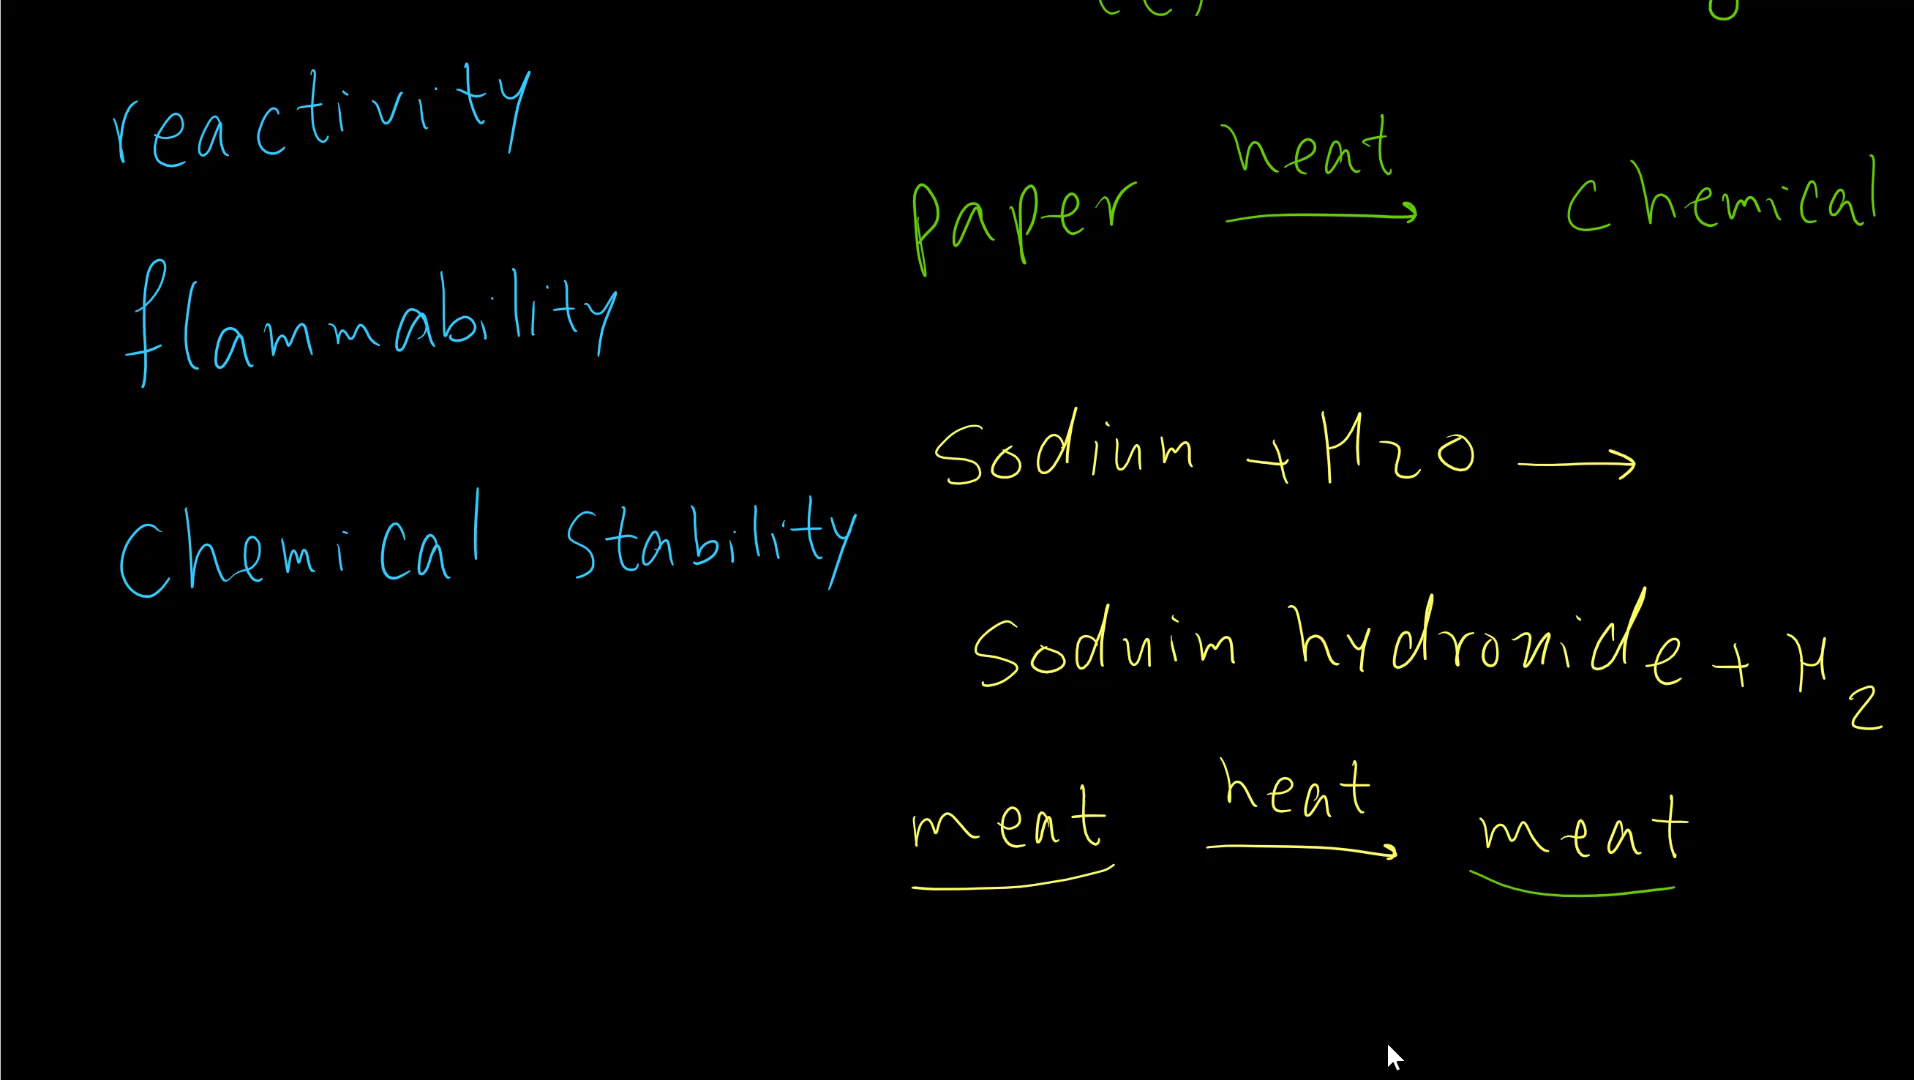 reactivity
flammability
Chemical stability
paper heat → chemical
Sodium + H2O →
Soduim hydroxide + H2
meat heat → meat